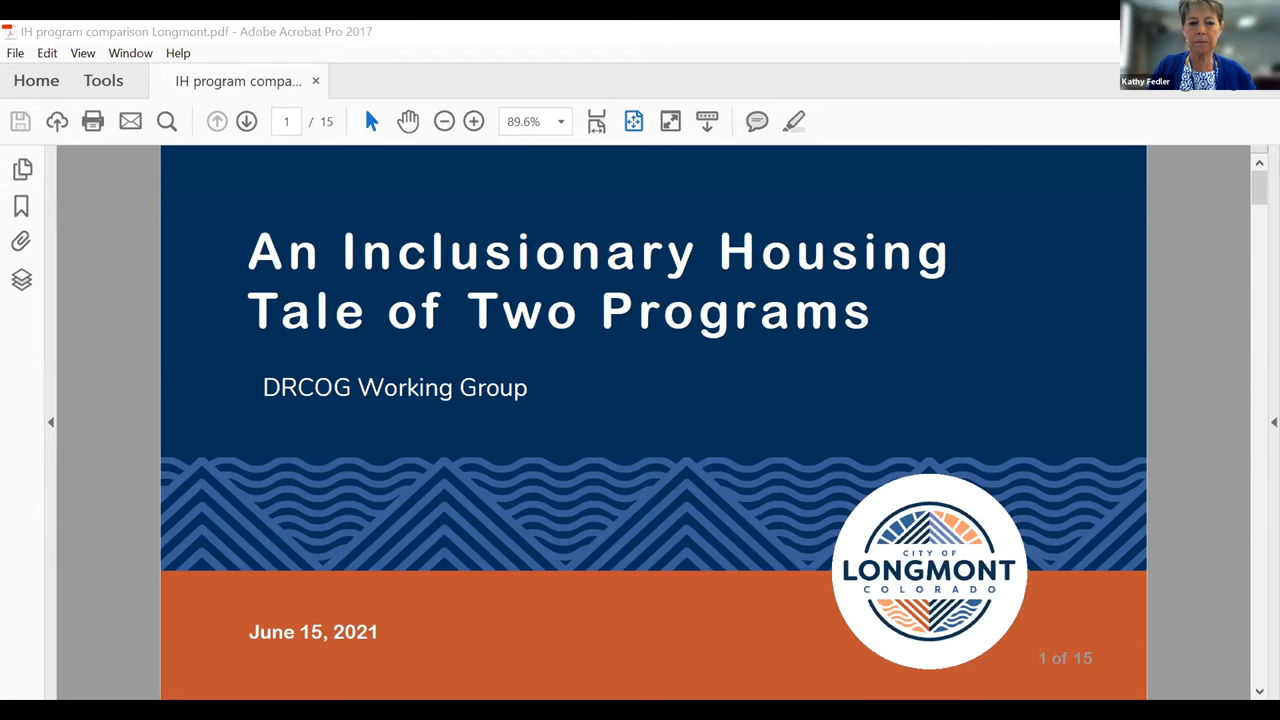 IH program comparison Longmont.pdf - Adobe Acrobat Pro 2017
File Edit View Window Help
Home Tools IH program compa... ×
1 / 15 89.6%
Kathy Fedler
An Inclusionary Housing
Tale of Two Programs
DRCOG Working Group
CITY OF
LONGMONT
COLORADO
June 15, 2021
1 of 15